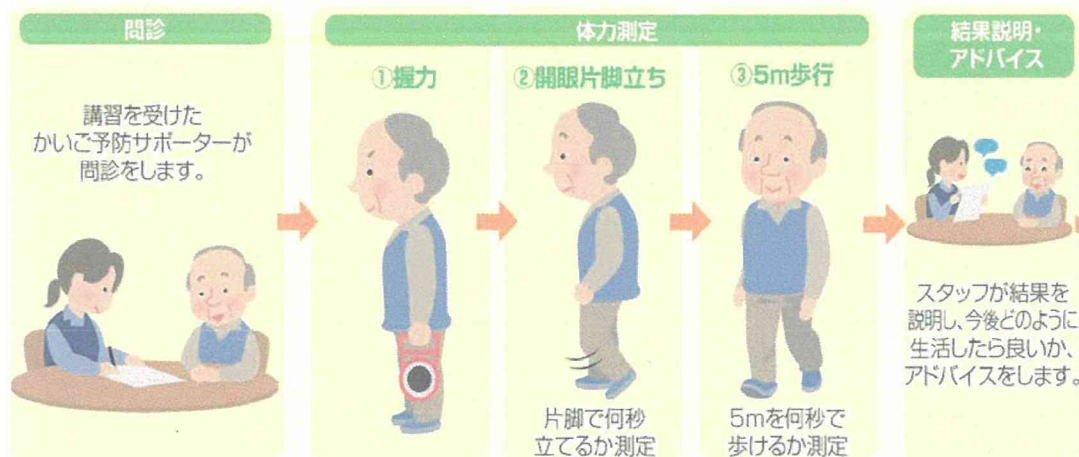 問診
講習を受けた
かいご予防サポーターが
問診をします。
体力測定
①握力
②開眼片脚立ち
片脚で何秒
立てるか測定
③5m歩行
5mを何秒で
歩けるか測定
結果説明・
アドバイス
スタッフが結果を
説明し、今後どのように
生活したら良いか、
アドバイスをします。